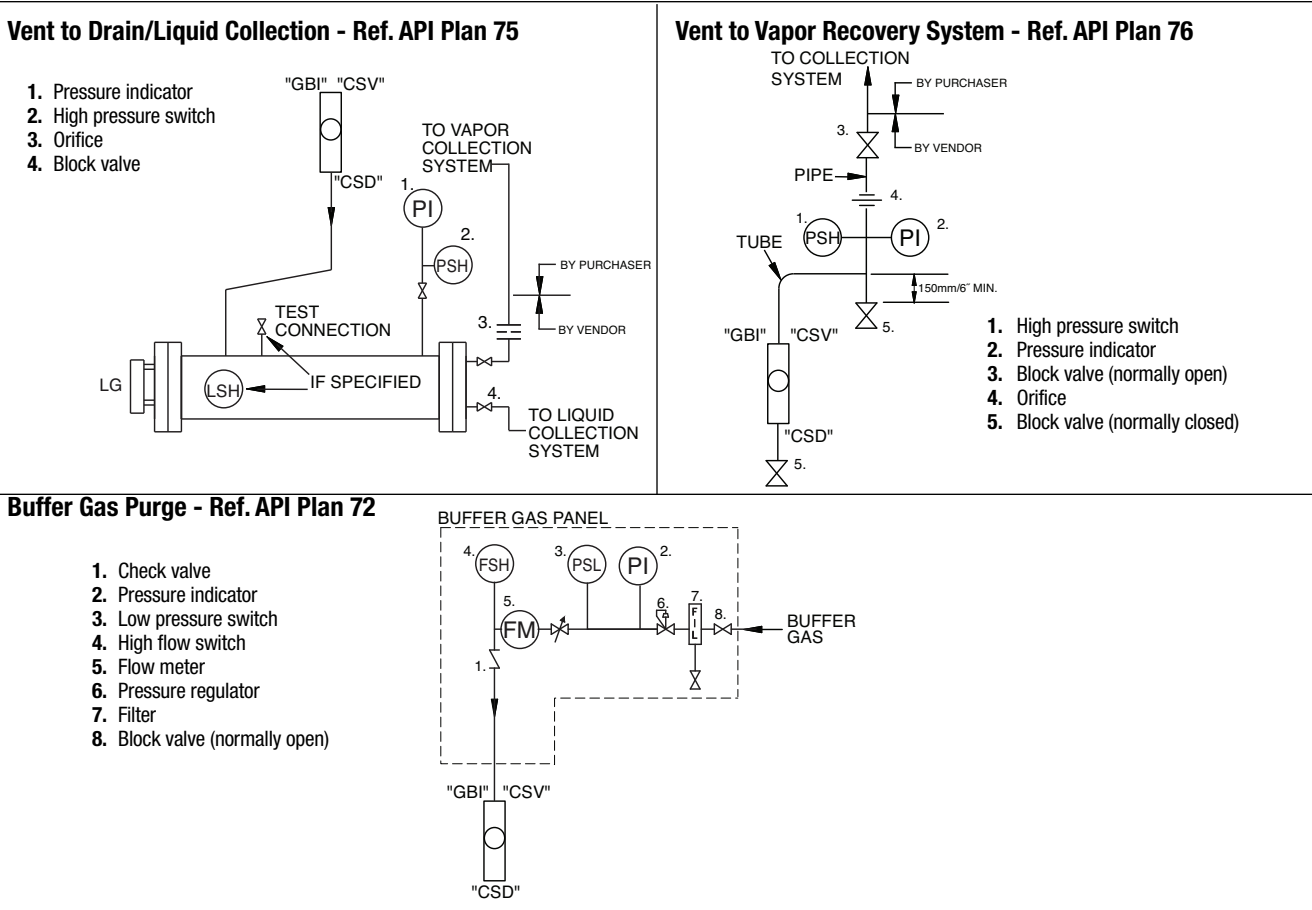 Vent to Drain/Liquid Collection - Ref. API Plan 75
1. Pressure indicator
2. High pressure switch
3. Orifice
4. Block valve
"GBI" "CSV"
"CSD"
TO VAPOR
COLLECTION
SYSTEM
1.
PI
2.
PSH
BY PURCHASER
BY VENDOR
3.
TEST
CONNECTION
LG
LSH
IF SPECIFIED
4.
TO LIQUID
COLLECTION
SYSTEM
Vent to Vapor Recovery System - Ref. API Plan 76
TO COLLECTION
SYSTEM
BY PURCHASER
3.
BY VENDOR
PIPE
4.
1.
PSH
PI
2.
TUBE
150mm/6″ MIN.
5.
"GBI" "CSV"
"CSD"
5.
1. High pressure switch
2. Pressure indicator
3. Block valve (normally open)
4. Orifice
5. Block valve (normally closed)
Buffer Gas Purge - Ref. API Plan 72
1. Check valve
2. Pressure indicator
3. Low pressure switch
4. High flow switch
5. Flow meter
6. Pressure regulator
7. Filter
8. Block valve (normally open)
BUFFER GAS PANEL
4.
FSH
3.
PSL
PI
2.
5.
FM
6.
7.
FIL
8.
BUFFER
GAS
1.
"GBI" "CSV"
"CSD"